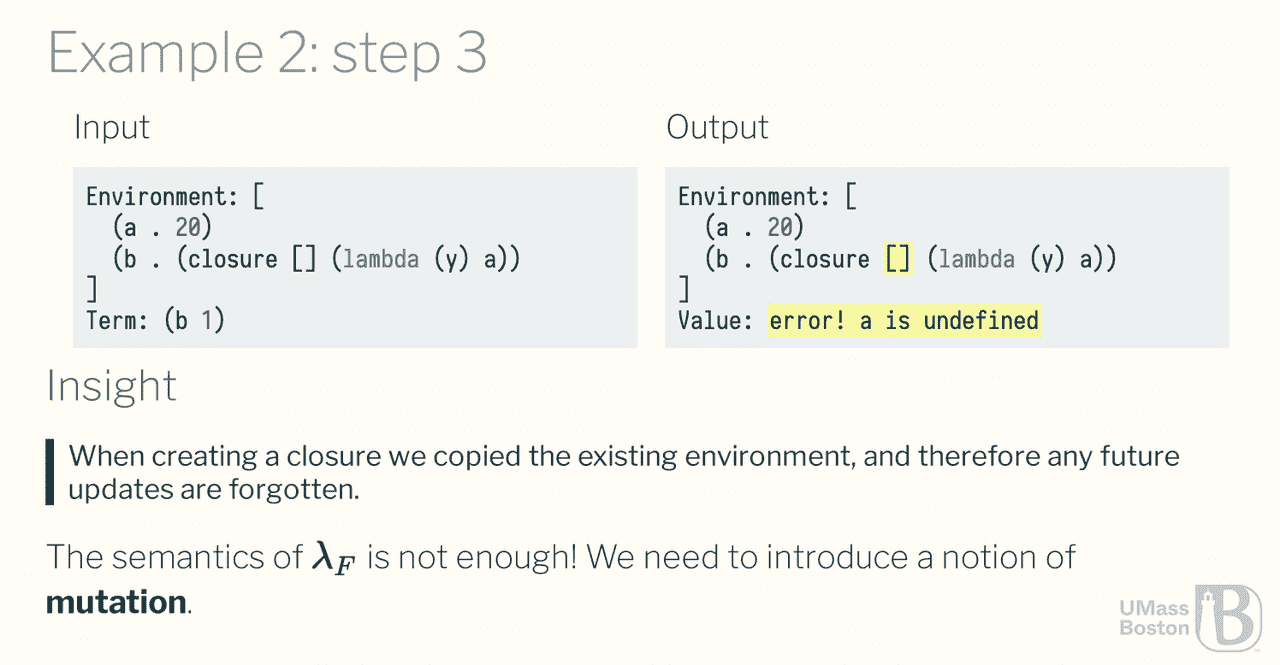 Example 2: step 3
Input
Environment: [
(a . 20)
(b . (closure [] (lambda (y) a))
]
Term: (b 1)
Output
Environment: [
(a . 20)
(b . (closure [] (lambda (y) a))
]
Value: error! a is undefined
Insight
When creating a closure we copied the existing environment, and therefore any future
updates are forgotten.
The semantics of λF is not enough! We need to introduce a notion of
mutation.
UMass
Boston
B